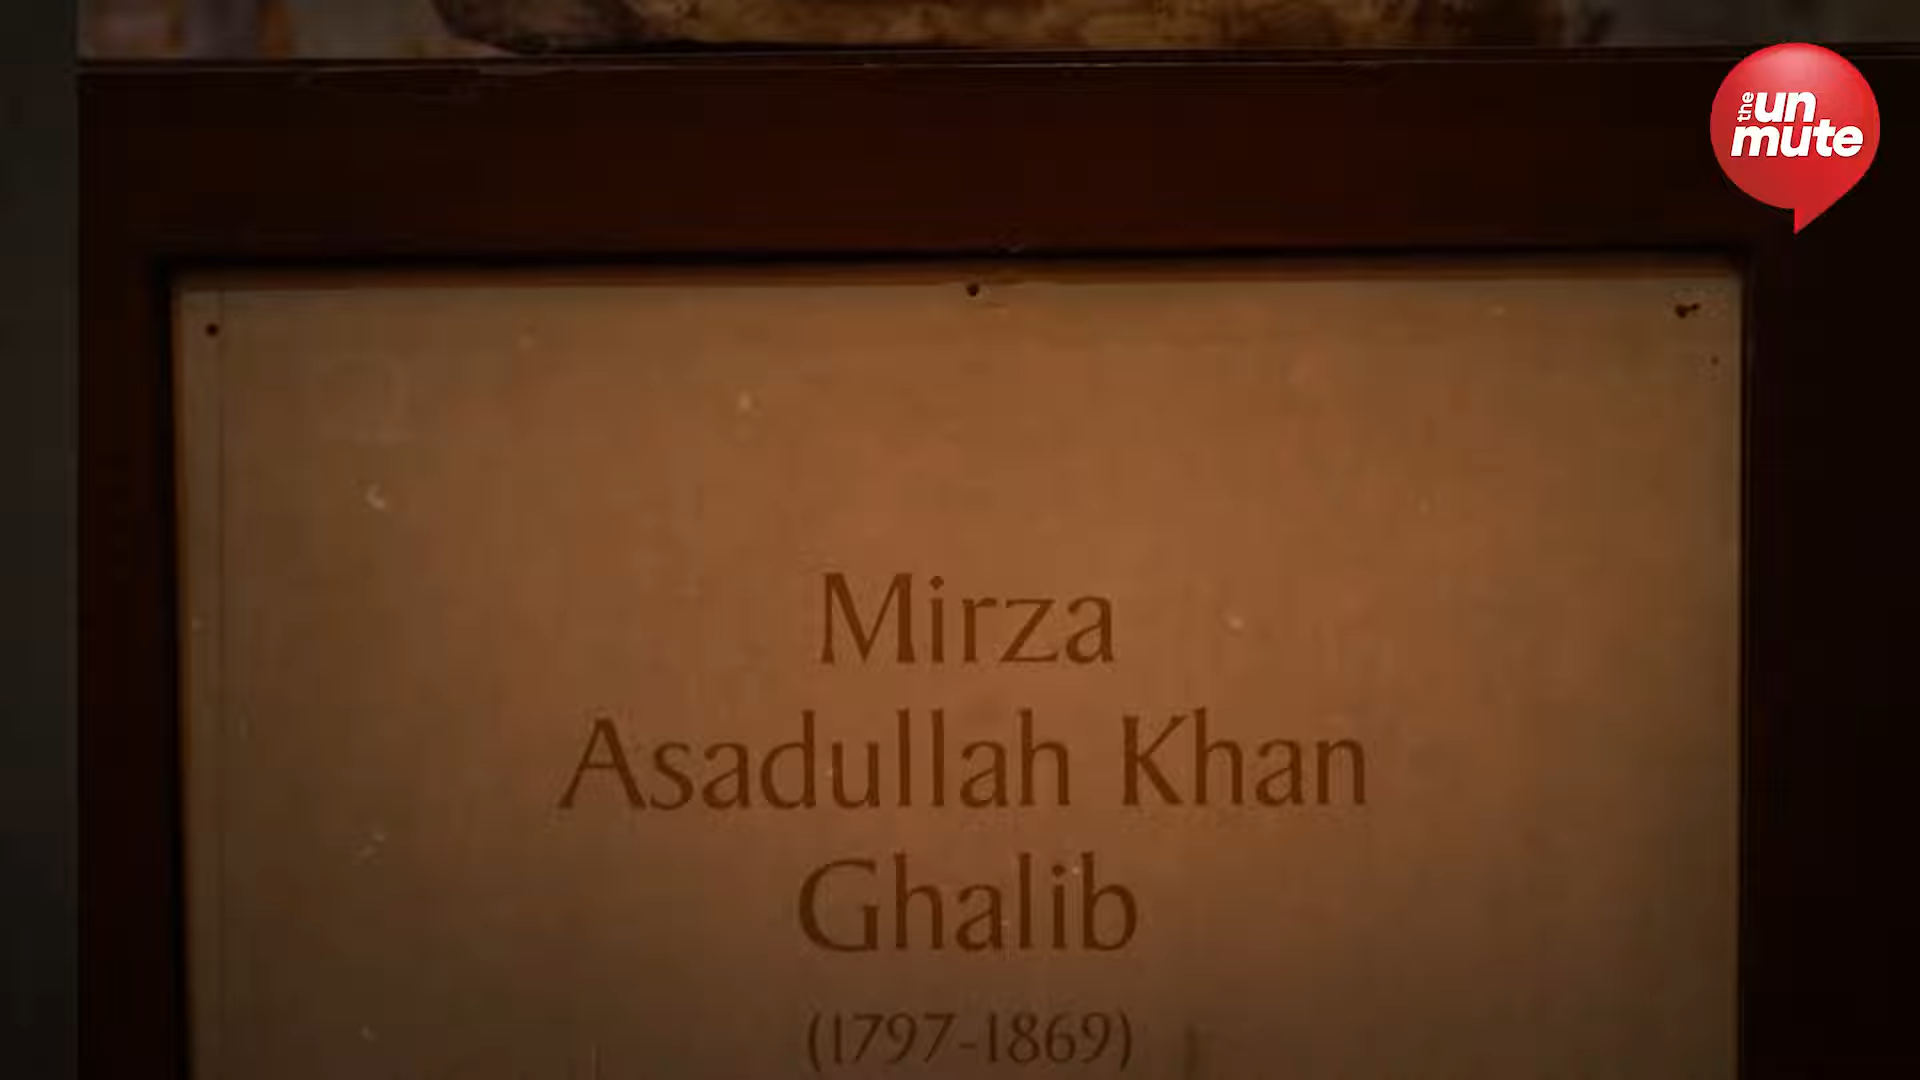 the un
mute
Mirza
Asadullah Khan
Ghalib
(1797-1869)